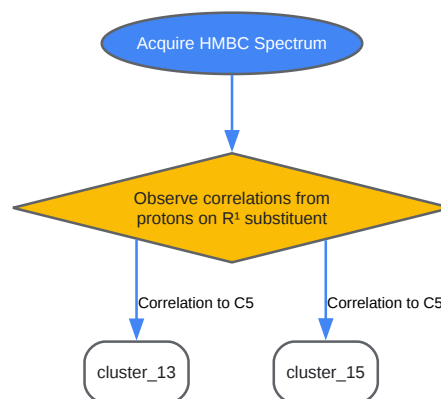 Acquire HMBC Spectrum
Observe correlations from
protons on R¹ substituent
Correlation to C5
Correlation to C5
cluster_13
cluster_15